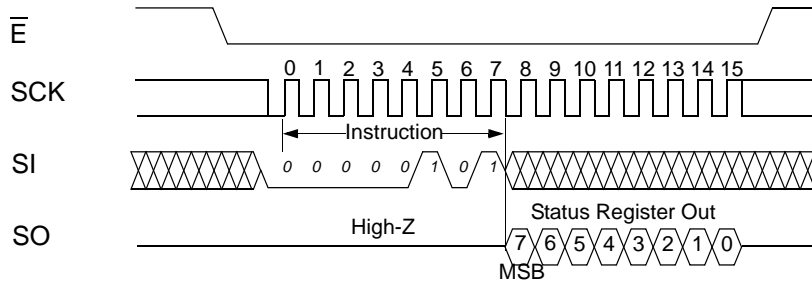 E
SCK
0 1 2 3 4 5 6 7 8 9 10 11 12 13 14 15
Instruction
SI
0 0 0 0 0 1 0 1
SO
High-Z
Status Register Out
7 6 5 4 3 2 1 0
MSB